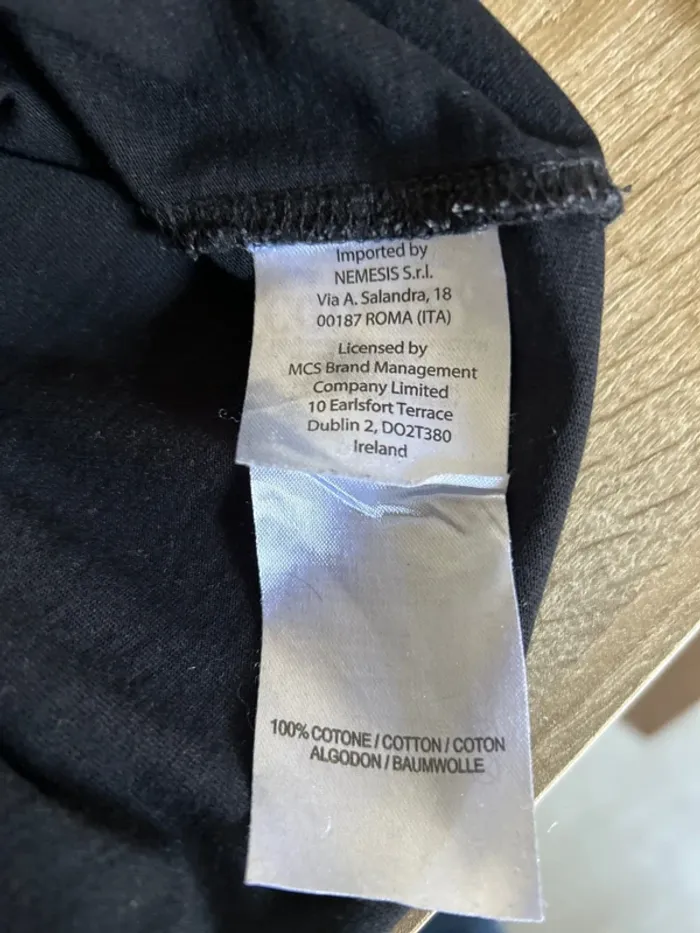 Imported by
NEMESIS S.r.l.
Via A. Salandra, 18
00187 ROMA (ITA)
Licensed by
MCS Brand Management
Company Limited
10 Earlsfort Terrace
Dublin 2, DO2T380
Ireland
100% COTONE / COTTON / COTON
ALGODON / BAUMWOLLE